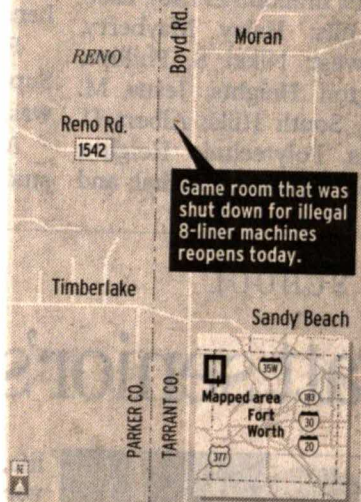 Boyd Rd.
Moran
RENO
Reno Rd.
1542
Game room that was
shut down for illegal
8-liner machines
reopens today.
Timberlake
Sandy Beach
PARKER CO.
TARRANT CO.
35W
Mapped area
183
Fort
Worth
30
20
377